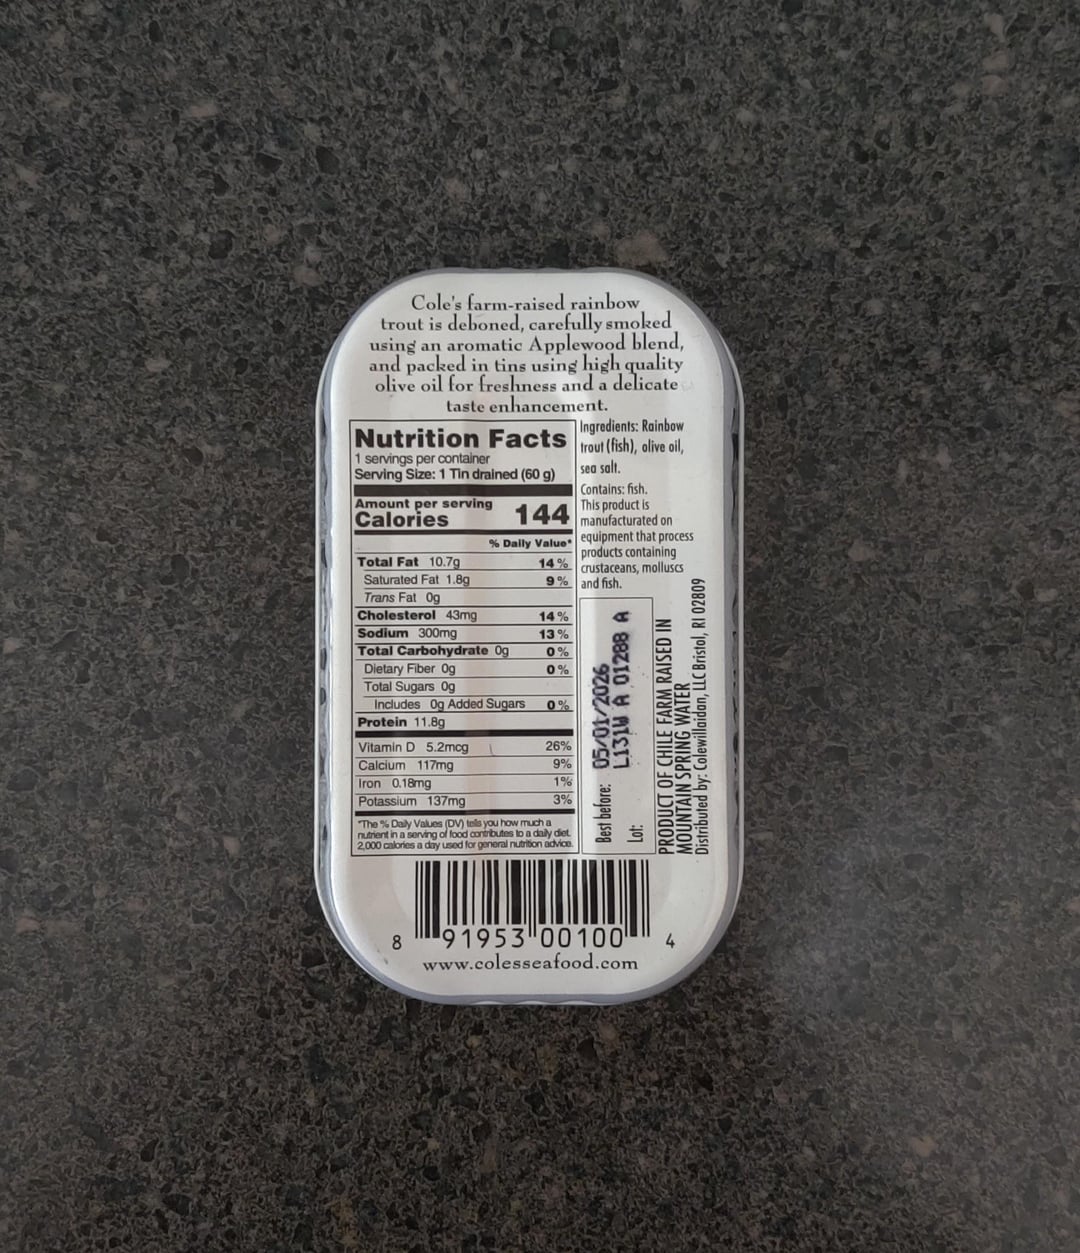 Cole's farm-raised rainbow
trout is deboned, carefully smoked
using an aromatic Applewood blend,
and packed in tins using high quality
olive oil for freshness and a delicate
taste enhancement.
Nutrition Facts
1 servings per container
Serving Size: 1 Tin drained (60 g)
Amount per serving
Calories 144
% Daily Value*
Total Fat 10.7g 14%
Saturated Fat 1.8g 9%
Trans Fat 0g
Cholesterol 43mg 14%
Sodium 300mg 13%
Total Carbohydrate 0g 0%
Dietary Fiber 0g 0%
Total Sugars 0g
Includes 0g Added Sugars 0%
Protein 11.8g
Vitamin D 5.2mcg 26%
Calcium 117mg 9%
Iron 0.18mg 1%
Potassium 137mg 3%
*The % Daily Values (DV) tells you how much a
nutrient in a serving of food contributes to a daily diet.
2,000 calories a day used for general nutrition advice.
Ingredients: Rainbow
trout (fish), olive oil,
sea salt.
Contains: fish.
This product is
manufacturated on
equipment that process
products containing
crustaceans, molluscs
and fish.
Best before: 05/01/2026
Lot: L131W A 01288 A
PRODUCT OF CHILE FARM RAISED IN
MOUNTAIN SPRING WATER
Distributed by: Colewillaidan, LLC Bristol, RI 02809
8 91953 00100 4
www.colesseafood.com